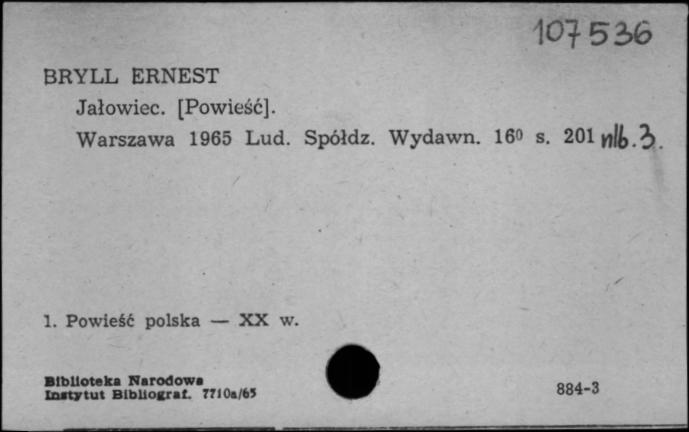 107536
BRYLL ERNEST
Jałowiec. [Powieść].
Warszawa 1965 Lud. Spółdz. Wydawn. 16⁰ s. 201 nlb. 3.
1. Powieść polska — XX w.
Biblioteka Narodowa
Instytut Bibliograf. 7710a/65
884-3